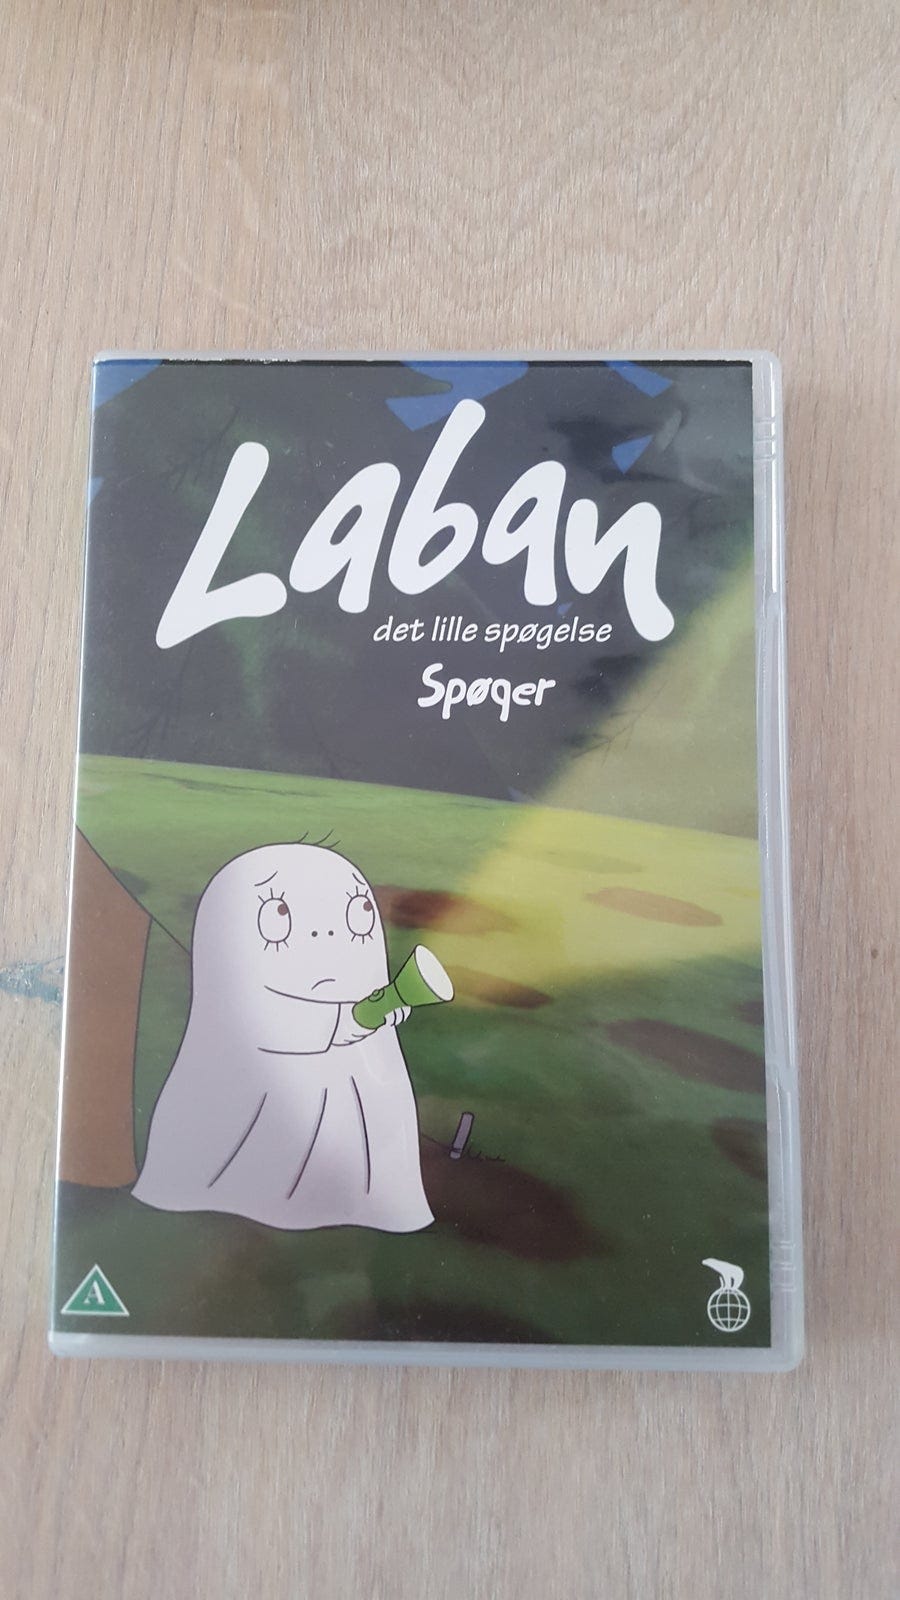 Laban
det lille spøgelse
Spøger
A